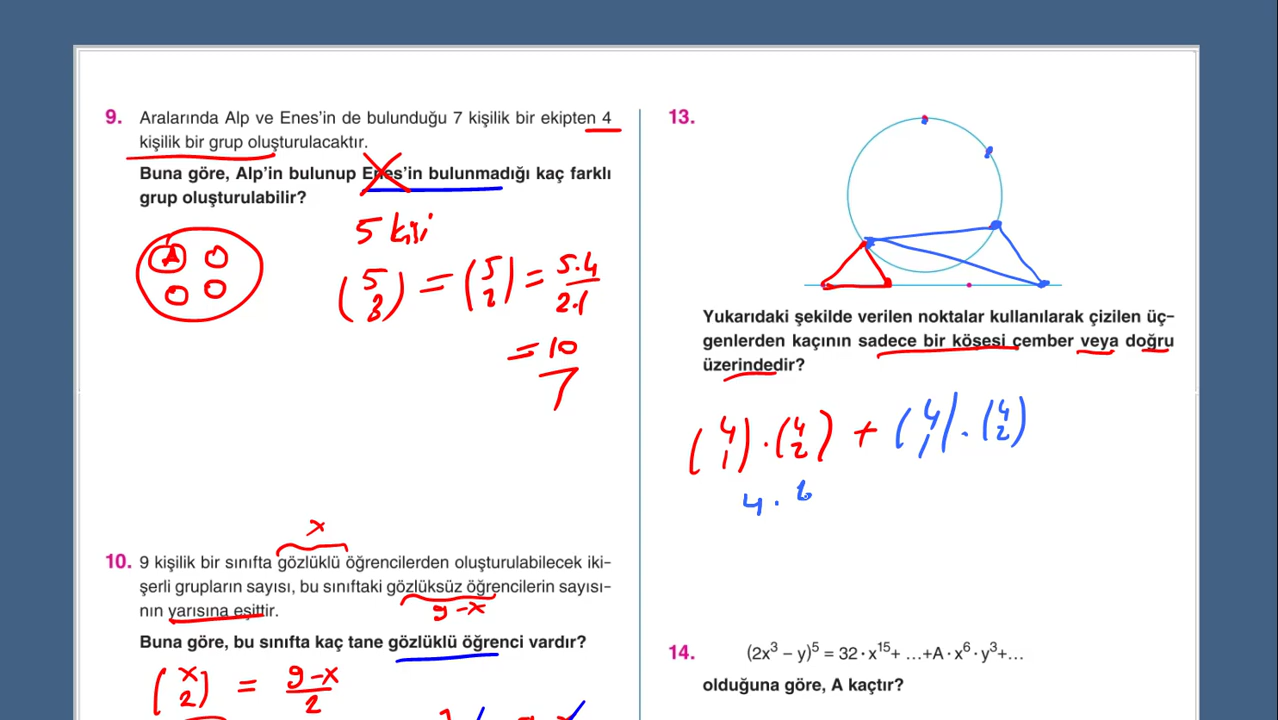 9. Aralarında Alp ve Enes'in de bulunduğu 7 kişilik bir ekipten 4
kişilik bir grup oluşturulacaktır.
Buna göre, Alp'in bulunup Enes'in bulunmadığı kaç farklı
grup oluşturulabilir?
A
5 kişi
(5 3) = (5 2) = 5.4/2.1
= 10
x
10. 9 kişilik bir sınıfta gözlüklü öğrencilerden oluşturulabilecek iki-
şerli grupların sayısı, bu sınıftaki gözlüksüz öğrencilerin sayısı-
nın yarısına eşittir.
9-x
Buna göre, bu sınıfta kaç tane gözlüklü öğrenci vardır?
(x 2) = 9-x/2
13.
Yukarıdaki şekilde verilen noktalar kullanılarak çizilen üç-
genlerden kaçının sadece bir köşesi çember veya doğru
üzerindedir?
(4 1).(4 2) + (4 1).(4 2)
4 . 6
14. (2x³ – y)⁵ = 32·x¹⁵+ ...+A·x⁶·y³+...
olduğuna göre, A kaçtır?